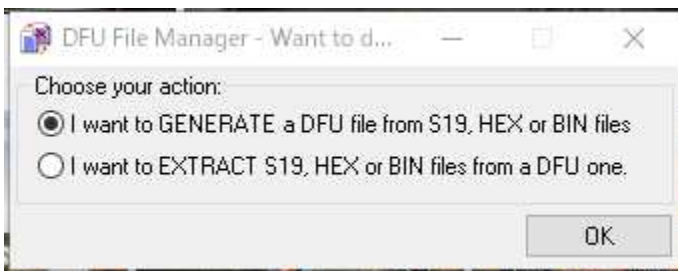 DFU File Manager - Want to d...
Choose your action:
I want to GENERATE a DFU file from S19, HEX or BIN files
I want to EXTRACT S19, HEX or BIN files from a DFU one.
OK